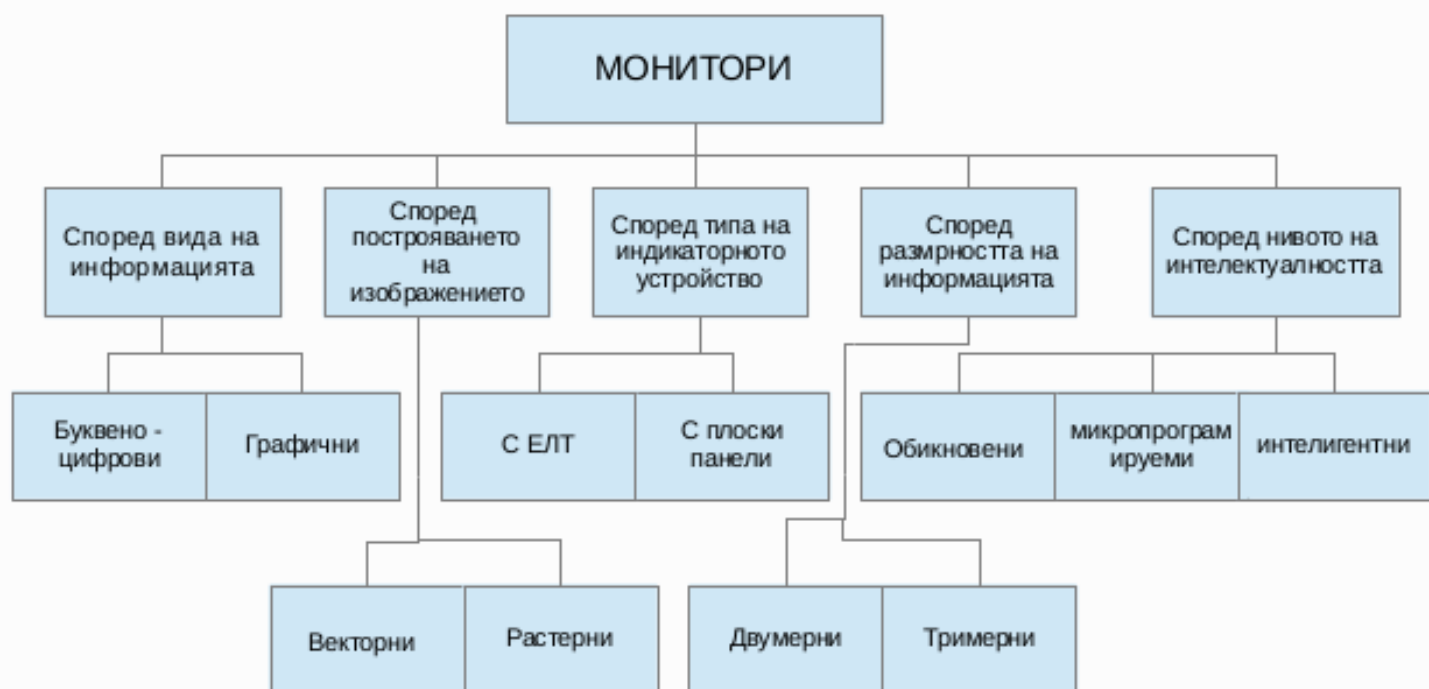 МОНИТОРИ
Според вида на
информацията
Според
построяването
на
изображението
Според типа на
индикаторното
устройство
Според
размрността на
информацията
Според нивото на
интелектуалността
Буквено -
цифрови
Графични
С ЕЛТ
С плоски
панели
Обикновени
микропрограм
ируеми
интелигентни
Векторни
Растерни
Двумерни
Тримерни